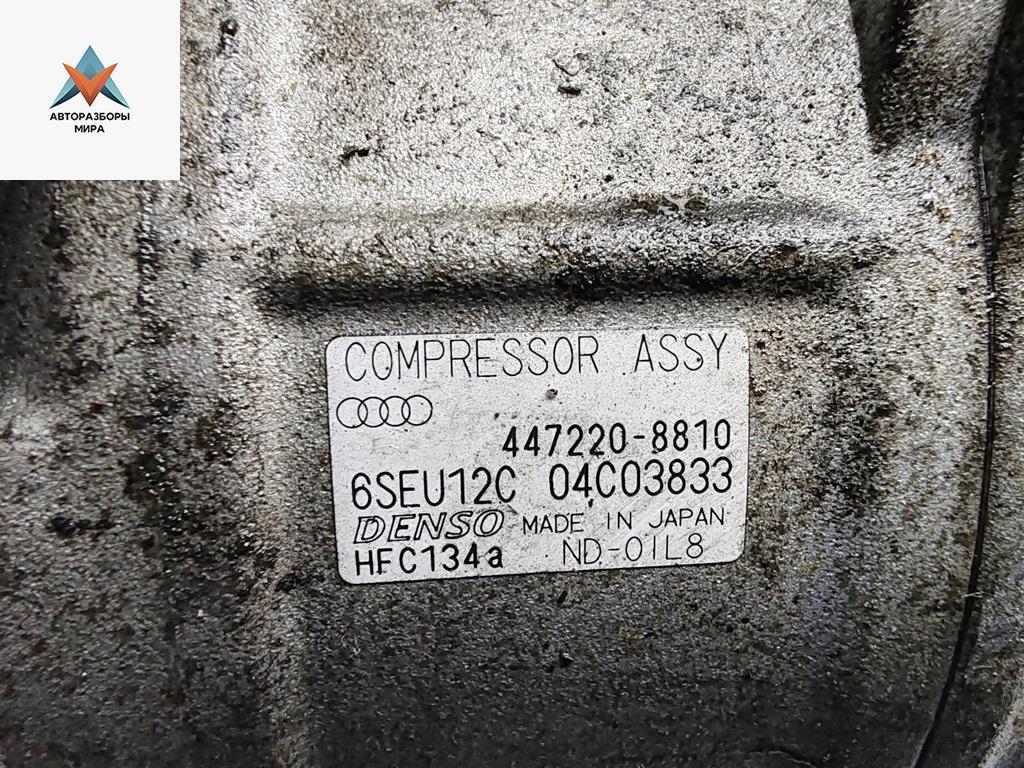 АВТОРАЗБОРЫ
МИРА
COMPRESSOR ASSY
447220-8810
6SEU12C 04C03833
DENSO MADE IN JAPAN
HFC134a ND-OIL8